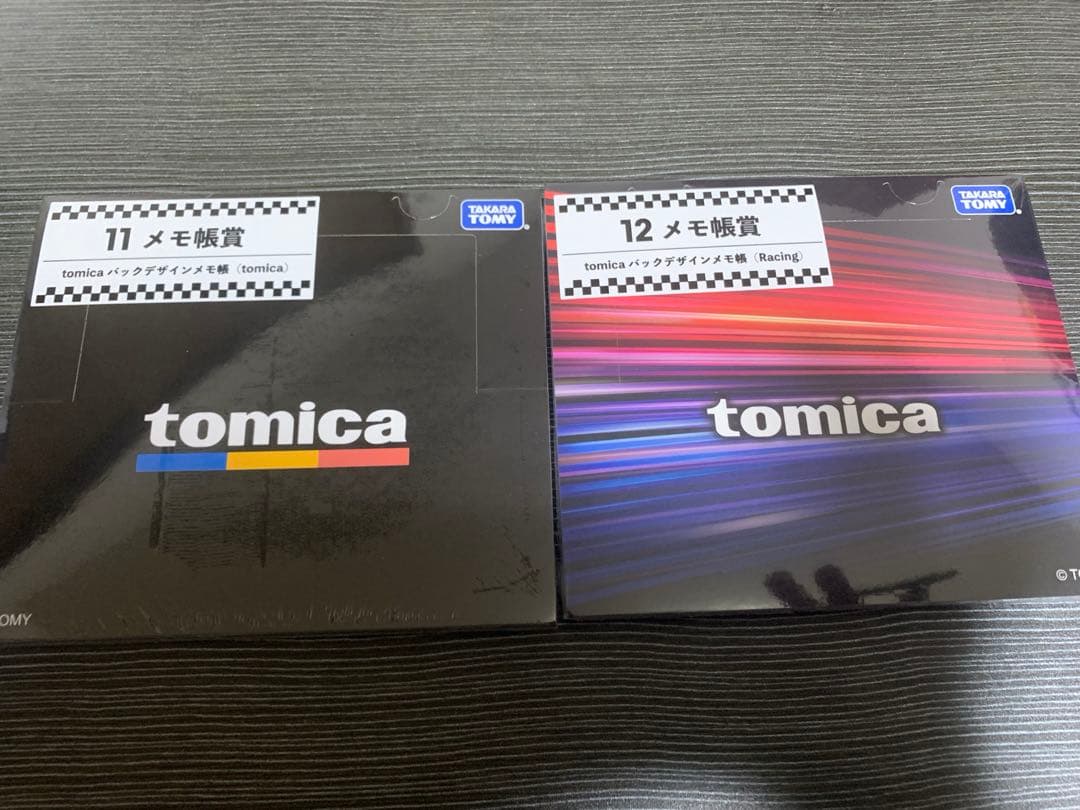 11 メモ帳賞
tomica バックデザインメモ帳（tomica）
TAKARA
TOMY
tomica
OMY
12 メモ帳賞
tomica バックデザインメモ帳（Racing）
TAKARA
TOMY
tomica
© TO